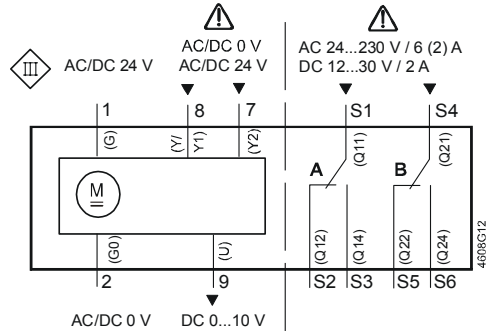 AC/DC 0 V
AC 24...230 V / 6 (2) A
III
AC/DC 24 V
AC/DC 24 V
DC 12...30 V / 2 A
1
8
7
S1
S4
(G)
(Y/
Y1)
(Y2)
(Q11)
(Q21)
A
B
M
(G0)
(U)
(Q12)
(Q14)
(Q22)
(Q24)
2
9
S2
S3
S5
S6
AC/DC 0 V
DC 0...10 V
4608G12